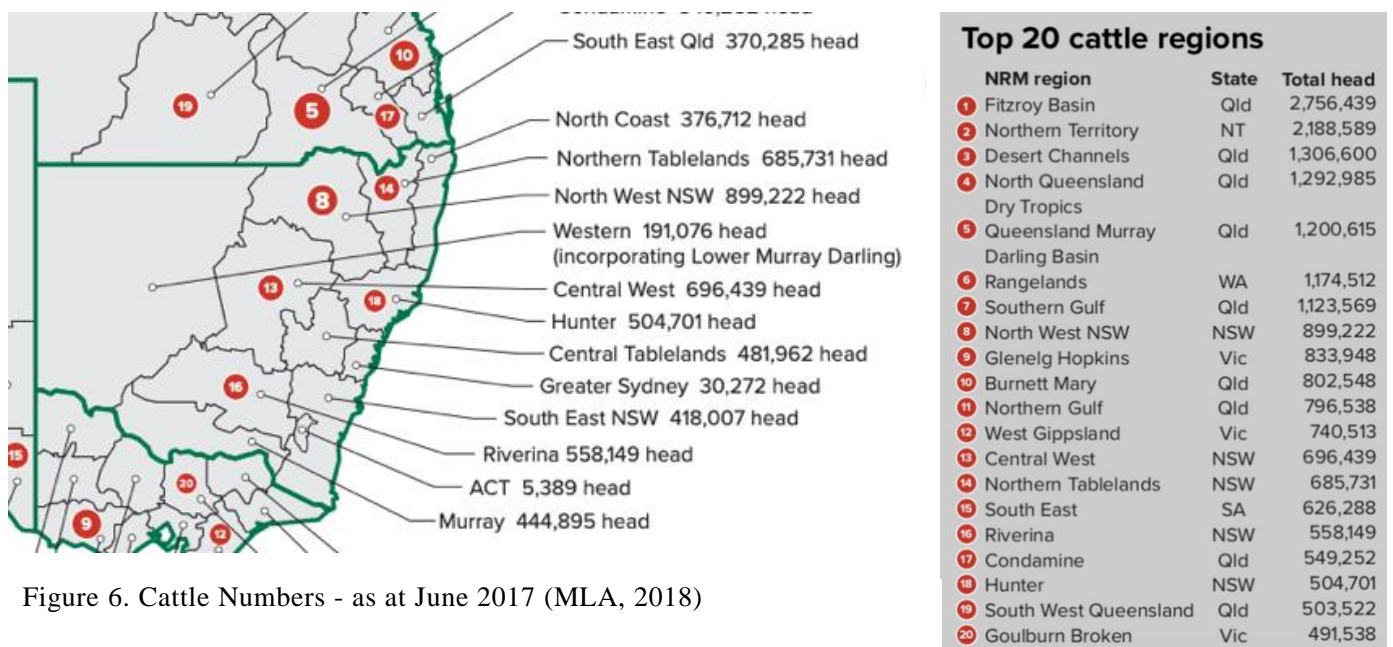 South East Qld 370,285 head
North Coast 376,712 head
Northern Tablelands 685,731 head
North West NSW 899,222 head
Western 191,076 head
(incorporating Lower Murray Darling)
Central West 696,439 head
Hunter 504,701 head
Central Tablelands 481,962 head
Greater Sydney 30,272 head
South East NSW 418,007 head
Riverina 558,149 head
ACT 5,389 head
Murray 444,895 head
10
19
5
17
14
8
13
18
16
15
20
9
12
Figure 6. Cattle Numbers - as at June 2017 (MLA, 2018)
Top 20 cattle regions
NRM region State Total head
1 Fitzroy Basin Qld 2,756,439
2 Northern Territory NT 2,188,589
3 Desert Channels Qld 1,306,600
4 North Queensland Qld 1,292,985
Dry Tropics
5 Queensland Murray Qld 1,200,615
Darling Basin
6 Rangelands WA 1,174,512
7 Southern Gulf Qld 1,123,569
8 North West NSW NSW 899,222
9 Glenelg Hopkins Vic 833,948
10 Burnett Mary Qld 802,548
11 Northern Gulf Qld 796,538
12 West Gippsland Vic 740,513
13 Central West NSW 696,439
14 Northern Tablelands NSW 685,731
15 South East SA 626,288
16 Riverina NSW 558,149
17 Condamine Qld 549,252
18 Hunter NSW 504,701
19 South West Queensland Qld 503,522
20 Goulburn Broken Vic 491,538